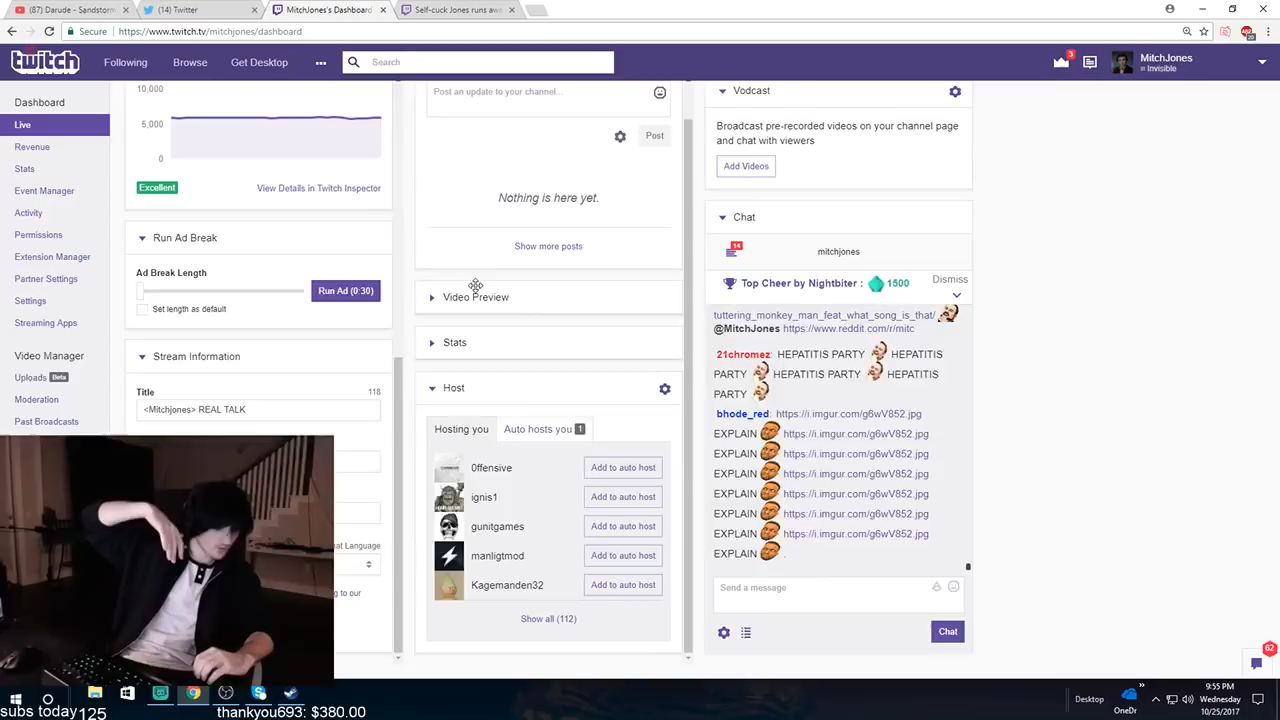 (87) Darude - Sandstorm
(14) Twitter
MitchJones's Dashboard
Self-cuck Jones runs awa
Secure
https://www.twitch.tv/mitchjones/dashboard
twitch
Following
Browse
Get Desktop
Search
3
MitchJones
Invisible
Dashboard
Live
Revenue
Stats
Event Manager
Activity
Permissions
Extension Manager
Partner Settings
Settings
Streaming Apps
Video Manager
Uploads Beta
Moderation
Past Broadcasts
10,000
5,000
0
Excellent
View Details in Twitch Inspector
Run Ad Break
Ad Break Length
Run Ad (0:30)
Set length as default
Stream Information
Title
118
<Mitchjones> REAL TALK
Language
to our
Post an update to your channel...
Post
Nothing is here yet.
Show more posts
Video Preview
Stats
Host
Hosting you
Auto hosts you 1
0ffensive
Add to auto host
ignis1
Add to auto host
gunitgames
Add to auto host
manligtmod
Add to auto host
Kagemanden32
Add to auto host
Show all (112)
Vodcast
Broadcast pre-recorded videos on your channel page
and chat with viewers
Add Videos
Chat
14
mitchjones
Top Cheer by Nightbiter : 1500
Dismiss
tuttering_monkey_man_feat_what_song_is_that/
@MitchJones https://www.reddit.com/r/mitc
21chromez: HEPATITIS PARTY HEPATITIS
PARTY HEPATITIS PARTY HEPATITIS
PARTY
bhode_red: https://i.imgur.com/g6wV852.jpg
EXPLAIN https://i.imgur.com/g6wV852.jpg
EXPLAIN https://i.imgur.com/g6wV852.jpg
EXPLAIN https://i.imgur.com/g6wV852.jpg
EXPLAIN https://i.imgur.com/g6wV852.jpg
EXPLAIN https://i.imgur.com/g6wV852.jpg
EXPLAIN https://i.imgur.com/g6wV852.jpg
EXPLAIN .
Send a message
Chat
62
subs today 125
thankyou693: $380.00
Desktop
OneDr
9:55 PM
Wednesday
10/25/2017